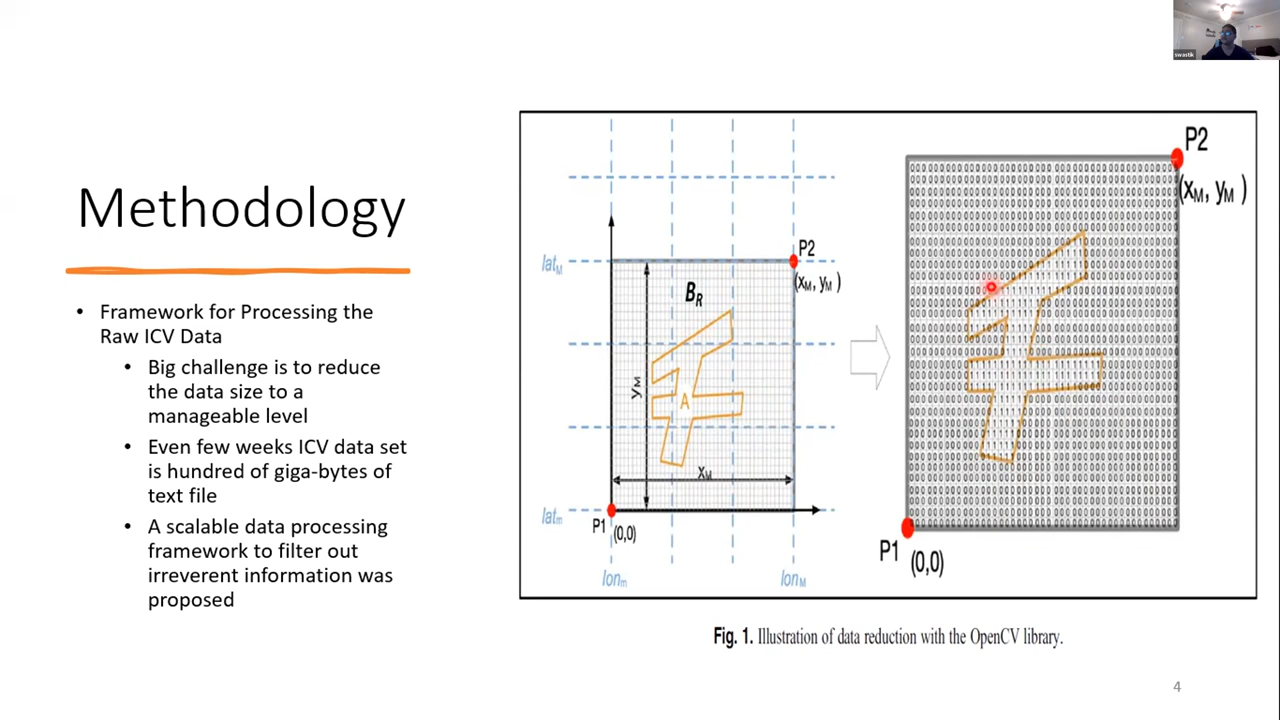 swastik
Methodology
• Framework for Processing the
Raw ICV Data
• Big challenge is to reduce
the data size to a
manageable level
• Even few weeks ICV data set
is hundred of giga-bytes of
text file
• A scalable data processing
framework to filter out
irreverent information was
proposed
P2
lat_M
(x_M, y_M )
B_R
y_M
A
x_M
lat_m
P1 (0,0)
lon_m
lon_M
P2
(x_M, y_M )
P1
(0,0)
Fig. 1. Illustration of data reduction with the OpenCV library.
4